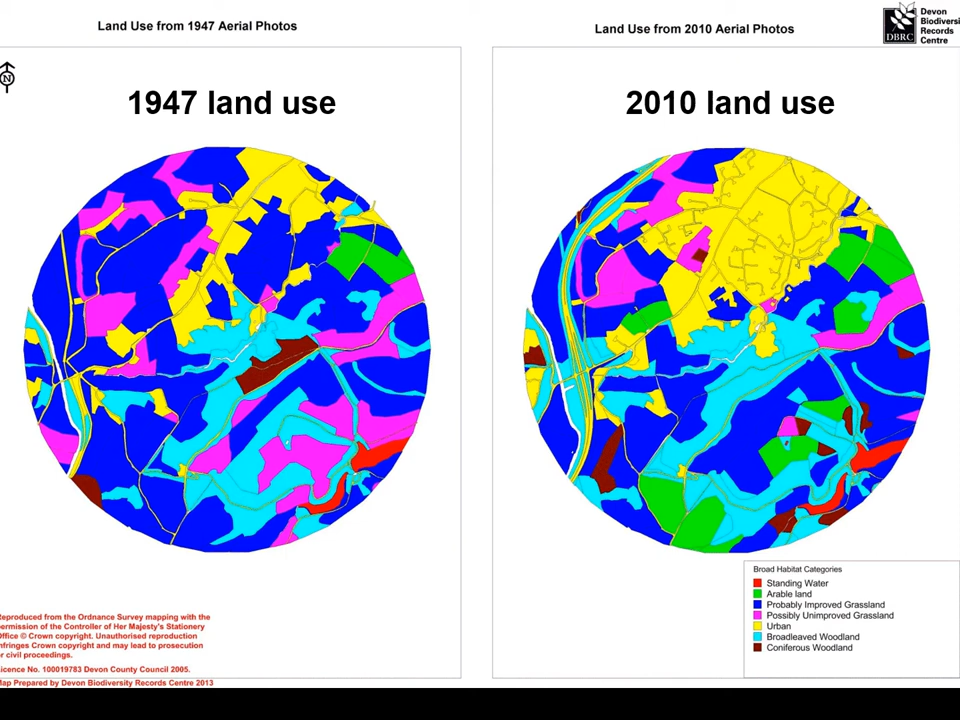 Land Use from 1947 Aerial Photos
Land Use from 2010 Aerial Photos
DBRC
Devon
Biodiversi
Records
Centre
N
1947 land use
2010 land use
Broad Habitat Categories
Standing Water
Arable land
Probably Improved Grassland
Possibly Unimproved Grassland
Urban
Broadleaved Woodland
Coniferous Woodland
Reproduced from the Ordnance Survey mapping with the
permission of the Controller of Her Majesty's Stationery
Office © Crown copyright. Unauthorised reproduction
infringes Crown copyright and may lead to prosecution
or civil proceedings.
Licence No. 100019783 Devon County Council 2005.
Map Prepared by Devon Biodiversity Records Centre 2013